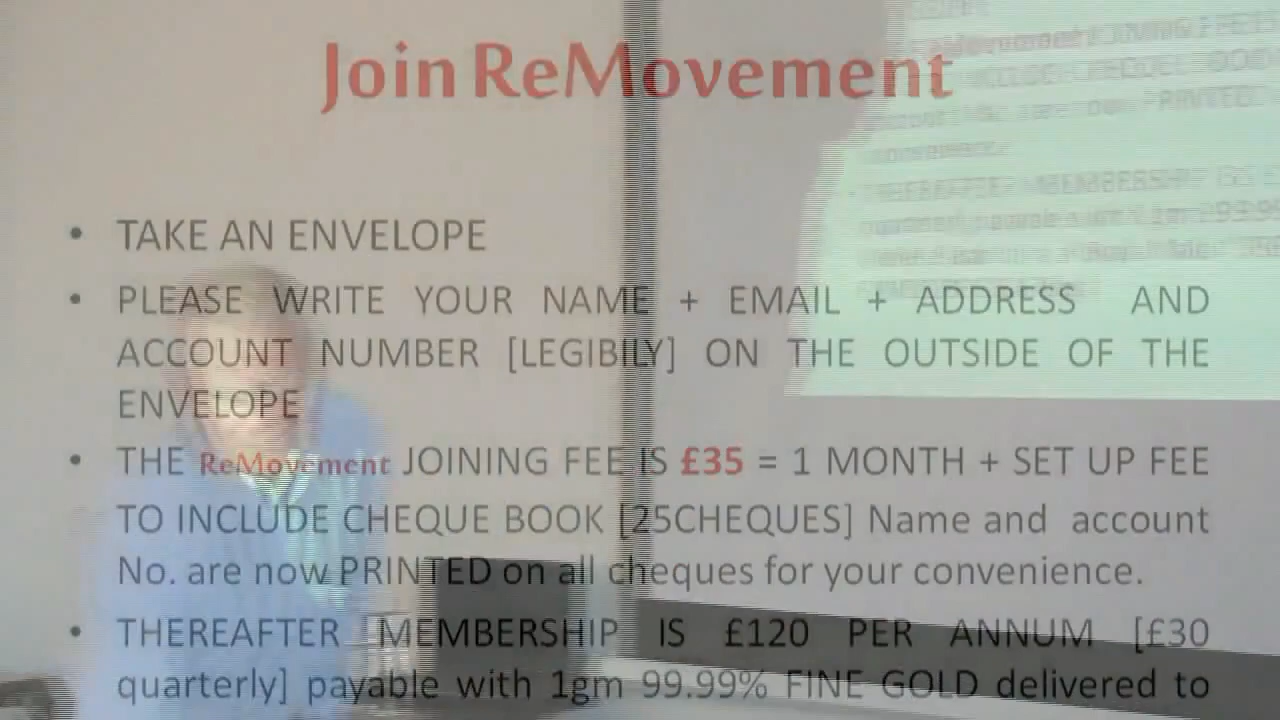 Join ReMovement
• TAKE AN ENVELOPE
• PLEASE WRITE YOUR NAME + EMAIL + ADDRESS AND
ACCOUNT NUMBER [LEGIBILY] ON THE OUTSIDE OF THE
ENVELOPE
• THE ReMovement JOINING FEE IS £35 = 1 MONTH + SET UP FEE
TO INCLUDE CHEQUE BOOK [25CHEQUES] Name and account
No. are now PRINTED on all cheques for your convenience.
• THEREAFTER MEMBERSHIP IS £120 PER ANNUM [£30
quarterly] payable with 1gm 99.99% FINE GOLD delivered to